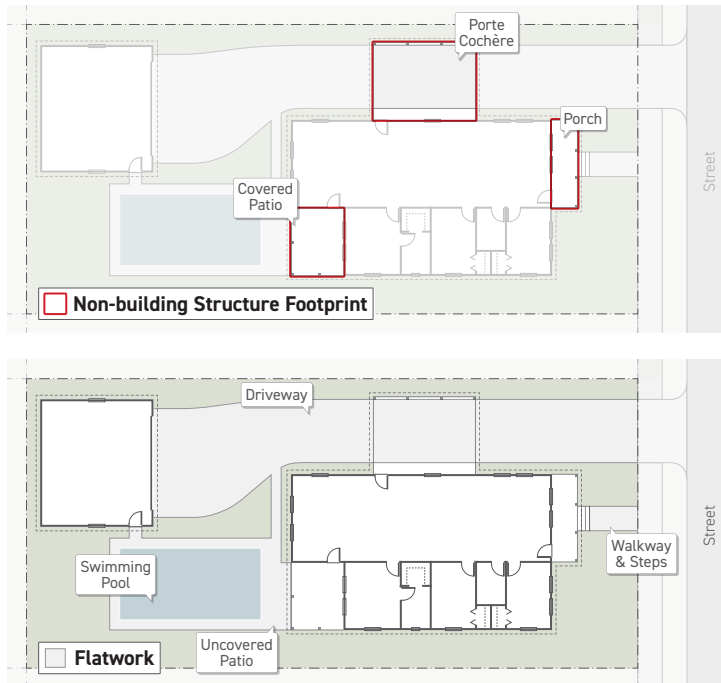 Porte
Cochère
Porch
Street
Covered
Patio
Non-building Structure Footprint
Driveway
Street
Walkway
& Steps
Swimming
Pool
Uncovered
Patio
Flatwork